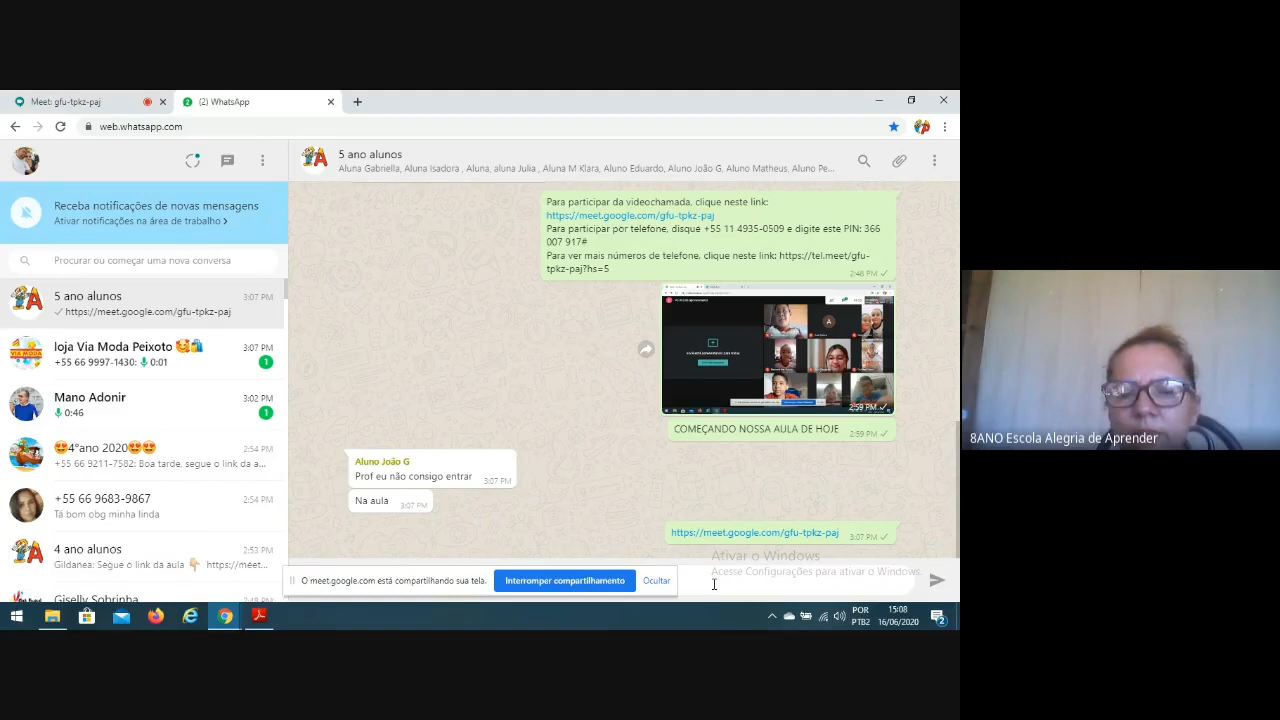 Meet: gfu-tpkz-paj
(2) WhatsApp
web.whatsapp.com
Receba notificações de novas mensagens
Ativar notificações na área de trabalho >
Procurar ou começar uma nova conversa
5 ano alunos 3:07 PM
https://meet.google.com/gfu-tpkz-paj
loja Via Moda Peixoto 🥰🛍️ 3:07 PM
+55 66 9997-1430: 0:01 1
Mano Adonir 3:02 PM
0:46 1
😍4°ano 2020😍😍 2:54 PM
+55 66 9211-7582: Boa tarde, segue o link da a...
+55 66 9683-9867 2:54 PM
Tá bom obg minha linda
4 ano alunos 2:53 PM
Gildanea: Segue o link da aula 👇🏻 https://meet...
Giselly Sobrinha
5 ano alunos
Aluna Gabriella, Aluna Isadora , Aluna, aluna Julia , Aluna M Klara, Aluno Eduardo, Aluno João G, Aluno Matheus, Aluno Pe...
Para participar da videochamada, clique neste link:
https://meet.google.com/gfu-tpkz-paj
Para participar por telefone, disque +55 11 4935-0509 e digite este PIN: 366
007 917#
Para ver mais números de telefone, clique neste link: https://tel.meet/gfu-
tpkz-paj?hs=5
2:46 PM
2:59 PM
COMEÇANDO NOSSA AULA DE HOJE 2:59 PM
Aluno João G
Prof eu não consigo entrar 3:07 PM
Na aula 3:07 PM
https://meet.google.com/gfu-tpkz-paj 3:07 PM
Ativar o Windows
Acesse Configurações para ativar o Windows.
O meet.google.com está compartilhando sua tela.
Interromper compartilhamento
Ocultar
POR
PTB2
15:08
16/06/2020
2
8ANO Escola Alegria de Aprender